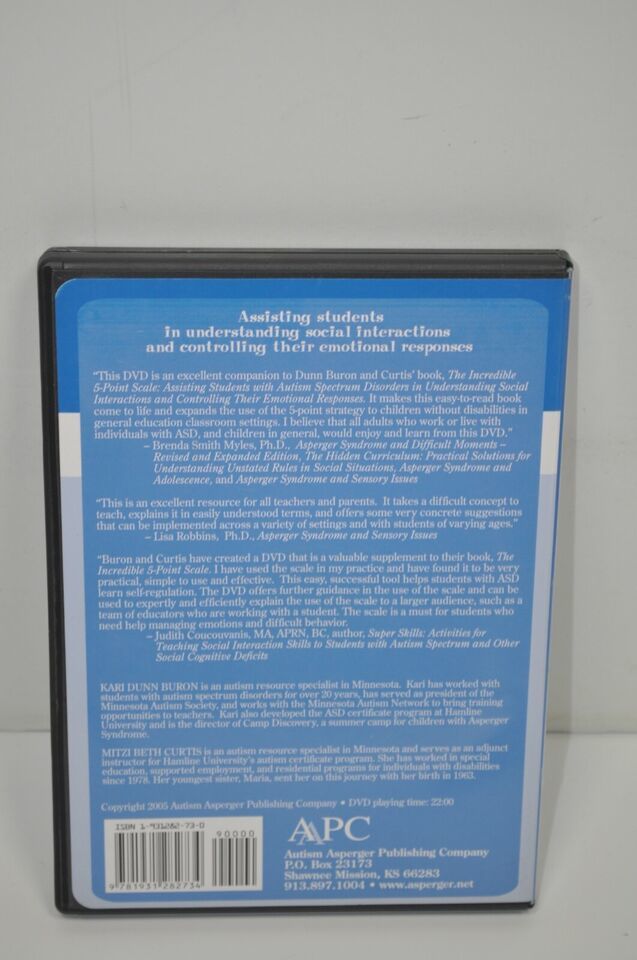 Assisting students
in understanding social interactions
and controlling their emotional responses
"This DVD is an excellent companion to Dunn Buron and Curtis' book, The Incredible
5-Point Scale: Assisting Students with Autism Spectrum Disorders in Understanding Social
Interactions and Controlling Their Emotional Responses. It makes this easy-to-read book
come to life and expands the use of the 5-point strategy to children without disabilities in
general education classroom settings. I believe that all adults who work or live with
individuals with ASD, and children in general, would enjoy and learn from this DVD."
– Brenda Smith Myles, Ph.D., Asperger Syndrome and Difficult Moments –
Revised and Expanded Edition, The Hidden Curriculum: Practical Solutions for
Understanding Unstated Rules in Social Situations, Asperger Syndrome and
Adolescence, and Asperger Syndrome and Sensory Issues
"This is an excellent resource for all teachers and parents. It takes a difficult concept to
teach, explains it in easily understood terms, and offers some very concrete suggestions
that can be implemented across a variety of settings and with students of varying ages."
– Lisa Robbins, Ph.D., Asperger Syndrome and Sensory Issues
"Buron and Curtis have created a DVD that is a valuable supplement to their book, The
Incredible 5-Point Scale. I have used the scale in my practice and have found it to be very
practical, simple to use and effective. This easy, successful tool helps students with ASD
learn self-regulation. The DVD offers further guidance in the use of the scale and can be
used to expertly and efficiently explain the use of the scale to a larger audience, such as a
team of educators who are working with a student. The scale is a must for students who
need help managing emotions and difficult behavior.
– Judith Coucouvanis, MA, APRN, BC, author, Super Skills: Activities for
Teaching Social Interaction Skills to Students with Autism Spectrum and Other
Social Cognitive Deficits
KARI DUNN BURON is an autism resource specialist in Minnesota. Kari has worked with
students with autism spectrum disorders for over 20 years, has served as president of the
Minnesota Autism Society, and works with the Minnesota Autism Network to bring training
opportunities to teachers. Kari also developed the ASD certificate program at Hamline
University and is the director of Camp Discovery, a summer camp for children with Asperger
Syndrome.
MITZI BETH CURTIS is an autism resource specialist in Minnesota and serves as an adjunct
instructor for Hamline University's autism certificate program. She has worked in special
education, supported employment, and residential programs for individuals with disabilities
since 1978. Her youngest sister, Maria, sent her on this journey with her birth in 1963.
Copyright 2005 Autism Asperger Publishing Company • DVD playing time: 22:00
ISBN 1-931282-73-0
90000
9 781931 282734
AAPC
Autism Asperger Publishing Company
P.O. Box 23173
Shawnee Mission, KS 66283
913.897.1004 • www.asperger.net